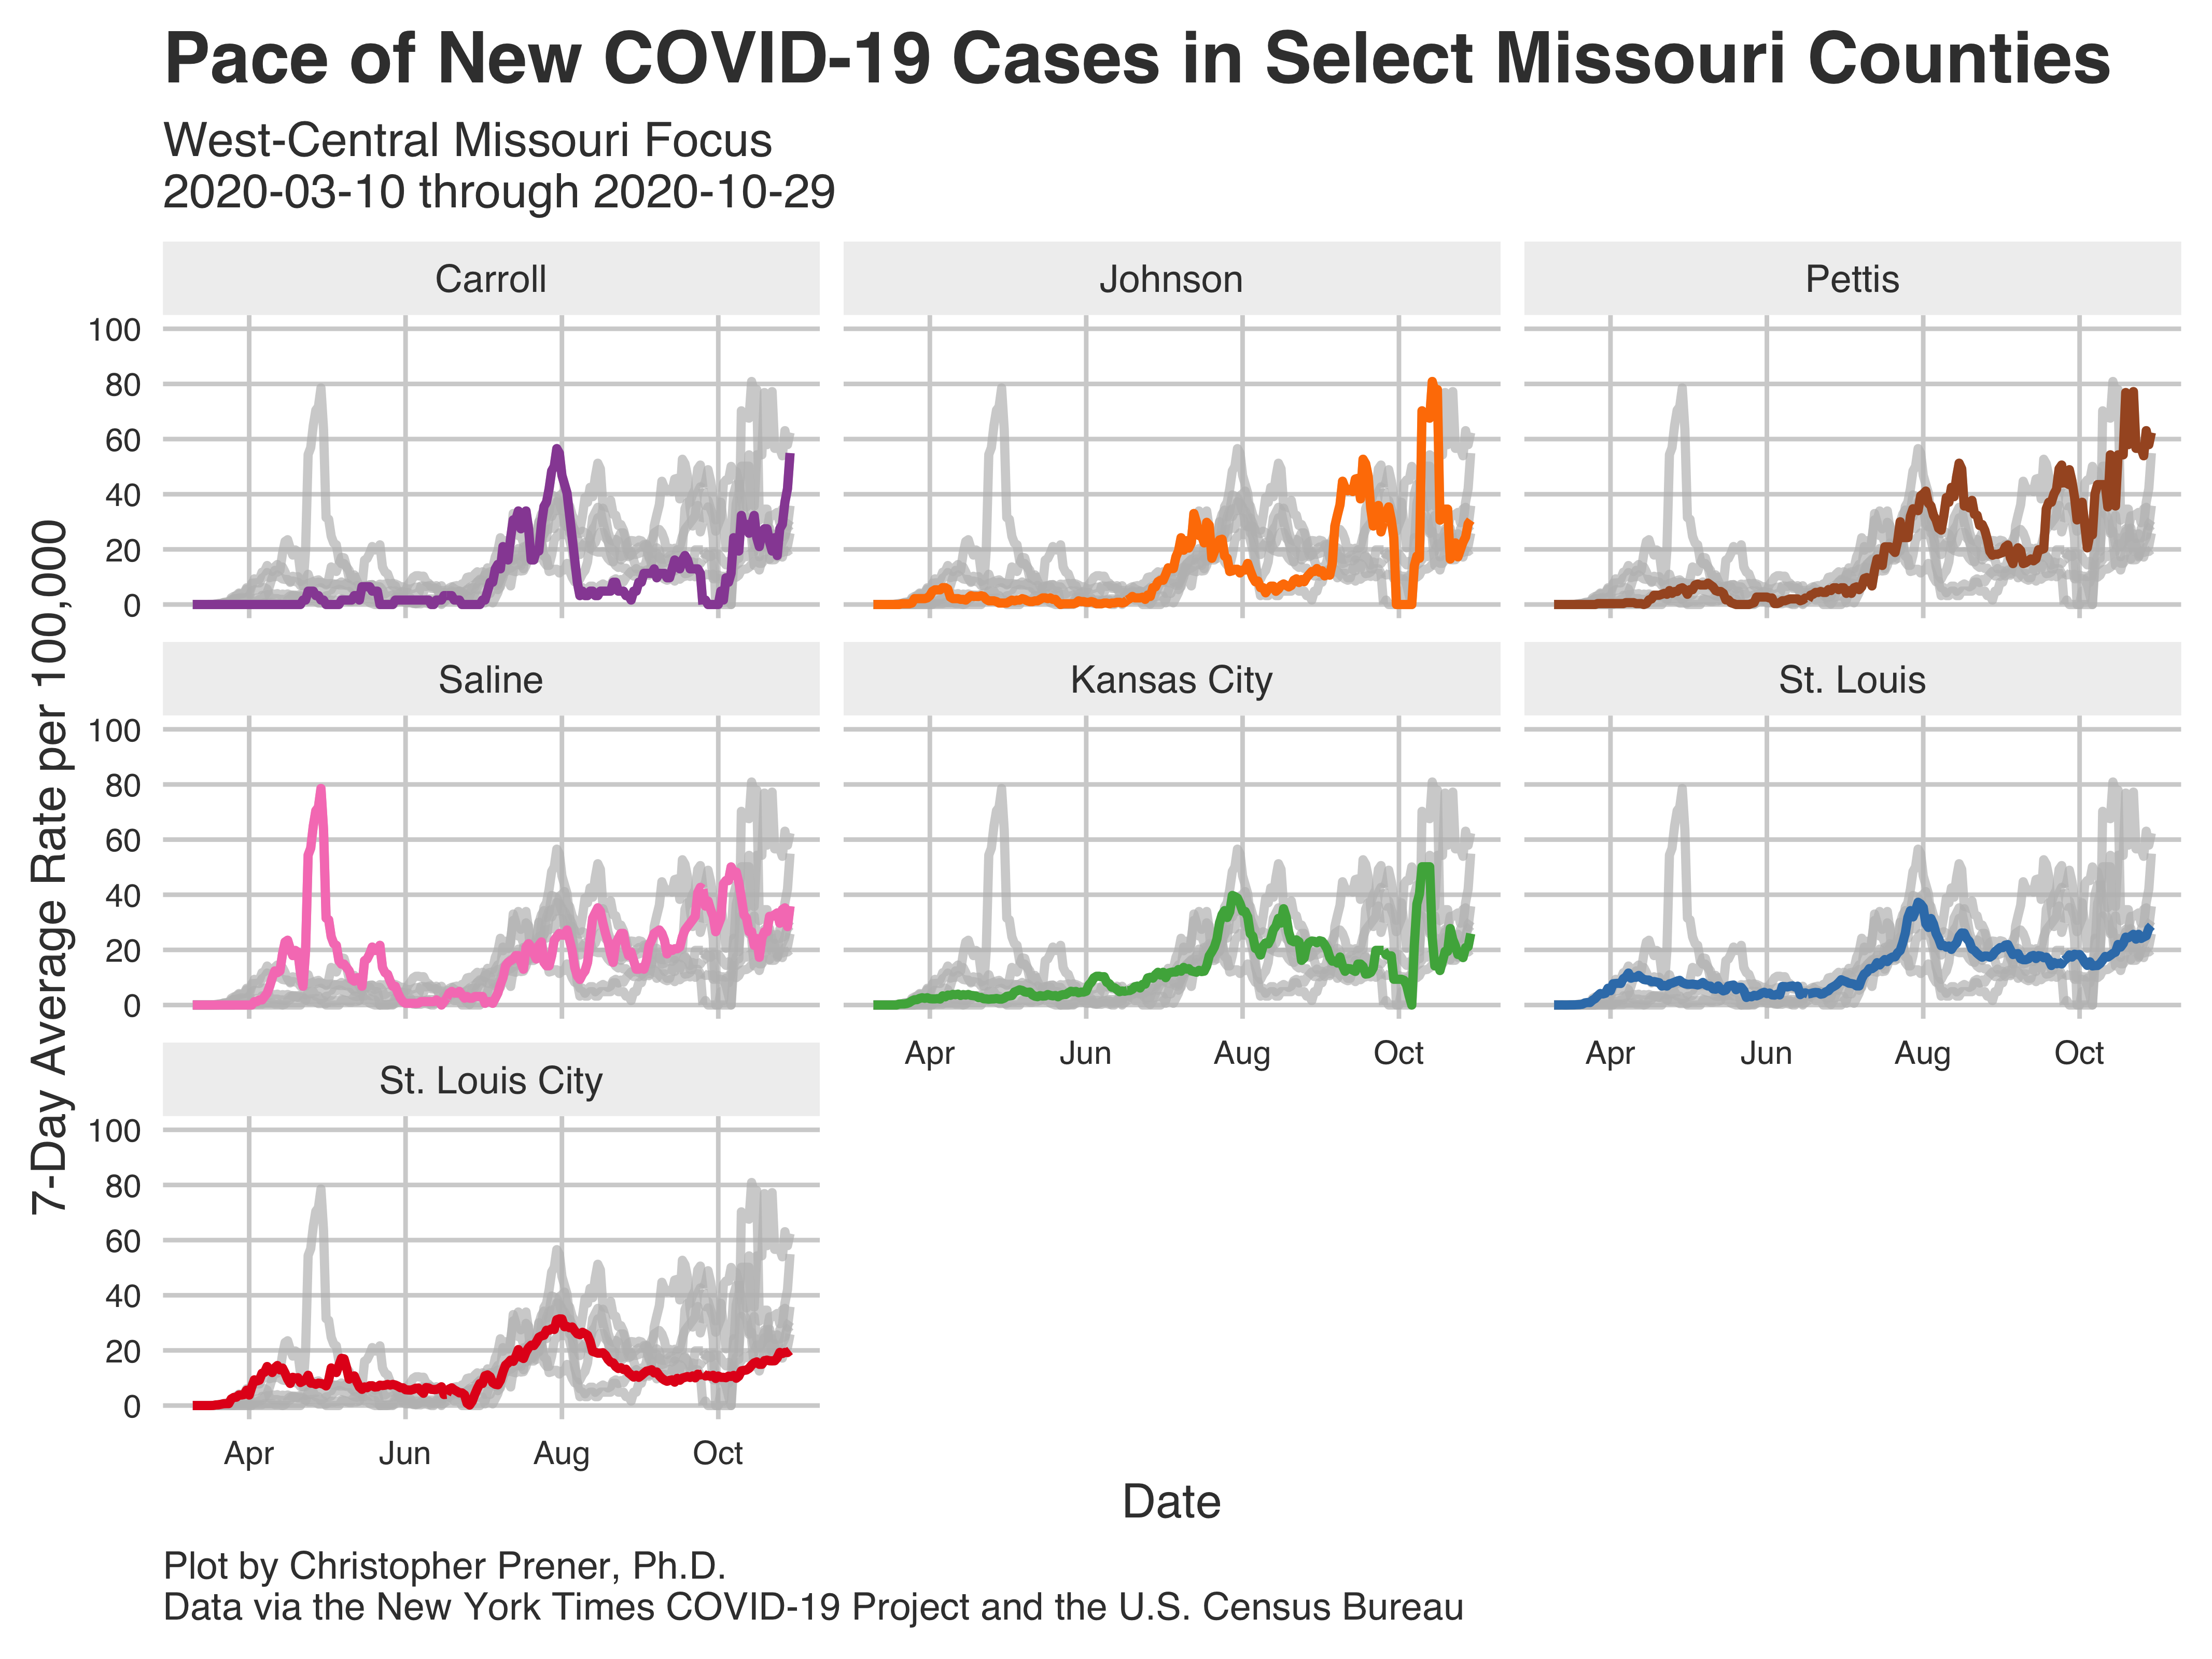 Pace of New COVID-19 Cases in Select Missouri Counties
West-Central Missouri Focus
2020-03-10 through 2020-10-29
Carroll
Johnson
Pettis
100
80
60
40
20
0
Saline
Kansas City
St. Louis
100
80
60
40
20
0
Apr Jun Aug Oct
Apr Jun Aug Oct
St. Louis City
100
80
60
40
20
0
Apr Jun Aug Oct
7-Day Average Rate per 100,000
Date
Plot by Christopher Prener, Ph.D.
Data via the New York Times COVID-19 Project and the U.S. Census Bureau